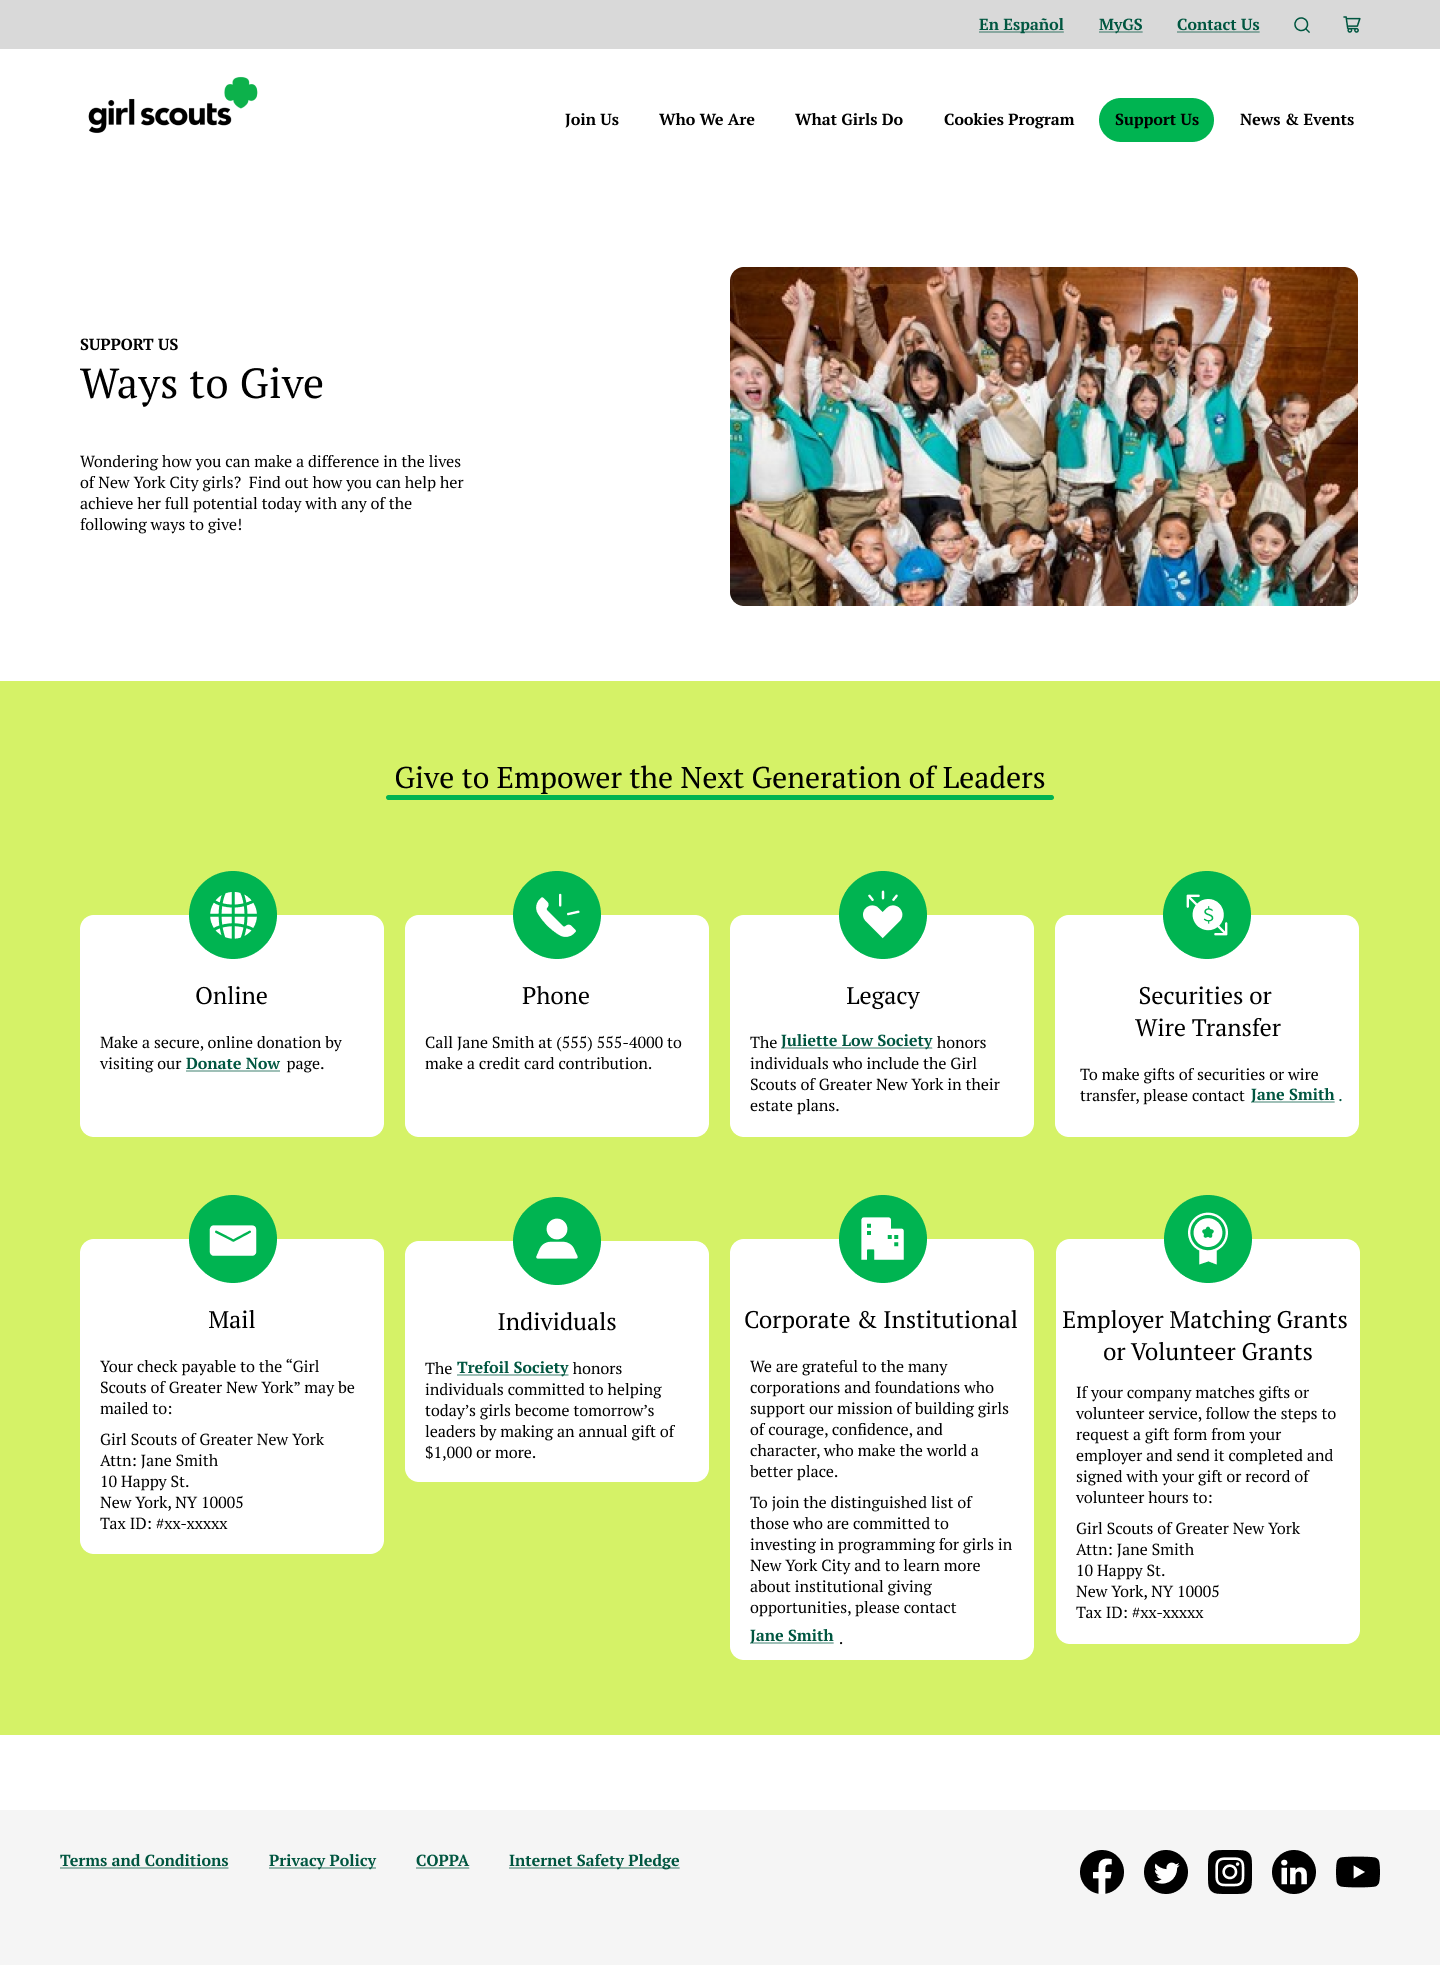 En Español MyGS Contact Us
girl scouts
Join Us Who We Are What Girls Do Cookies Program Support Us News & Events
SUPPORT US
Ways to Give
Wondering how you can make a difference in the lives
of New York City girls? Find out how you can help her
achieve her full potential today with any of the
following ways to give!
Give to Empower the Next Generation of Leaders
Online
Make a secure, online donation by
visiting our Donate Now page.
Phone
Call Jane Smith at (555) 555-4000 to
make a credit card contribution.
Legacy
The Juliette Low Society honors
individuals who include the Girl
Scouts of Greater New York in their
estate plans.
$
Securities or
Wire Transfer
To make gifts of securities or wire
transfer, please contact Jane Smith .
Mail
Your check payable to the “Girl
Scouts of Greater New York” may be
mailed to:
Girl Scouts of Greater New York
Attn: Jane Smith
10 Happy St.
New York, NY 10005
Tax ID: #xx-xxxxx
Individuals
The Trefoil Society honors
individuals committed to helping
today’s girls become tomorrow’s
leaders by making an annual gift of
$1,000 or more.
Corporate & Institutional
We are grateful to the many
corporations and foundations who
support our mission of building girls
of courage, confidence, and
character, who make the world a
better place.
To join the distinguished list of
those who are committed to
investing in programming for girls in
New York City and to learn more
about institutional giving
opportunities, please contact
Jane Smith .
Employer Matching Grants
or Volunteer Grants
If your company matches gifts or
volunteer service, follow the steps to
request a gift form from your
employer and send it completed and
signed with your gift or record of
volunteer hours to:
Girl Scouts of Greater New York
Attn: Jane Smith
10 Happy St.
New York, NY 10005
Tax ID: #xx-xxxxx
Terms and Conditions Privacy Policy COPPA Internet Safety Pledge